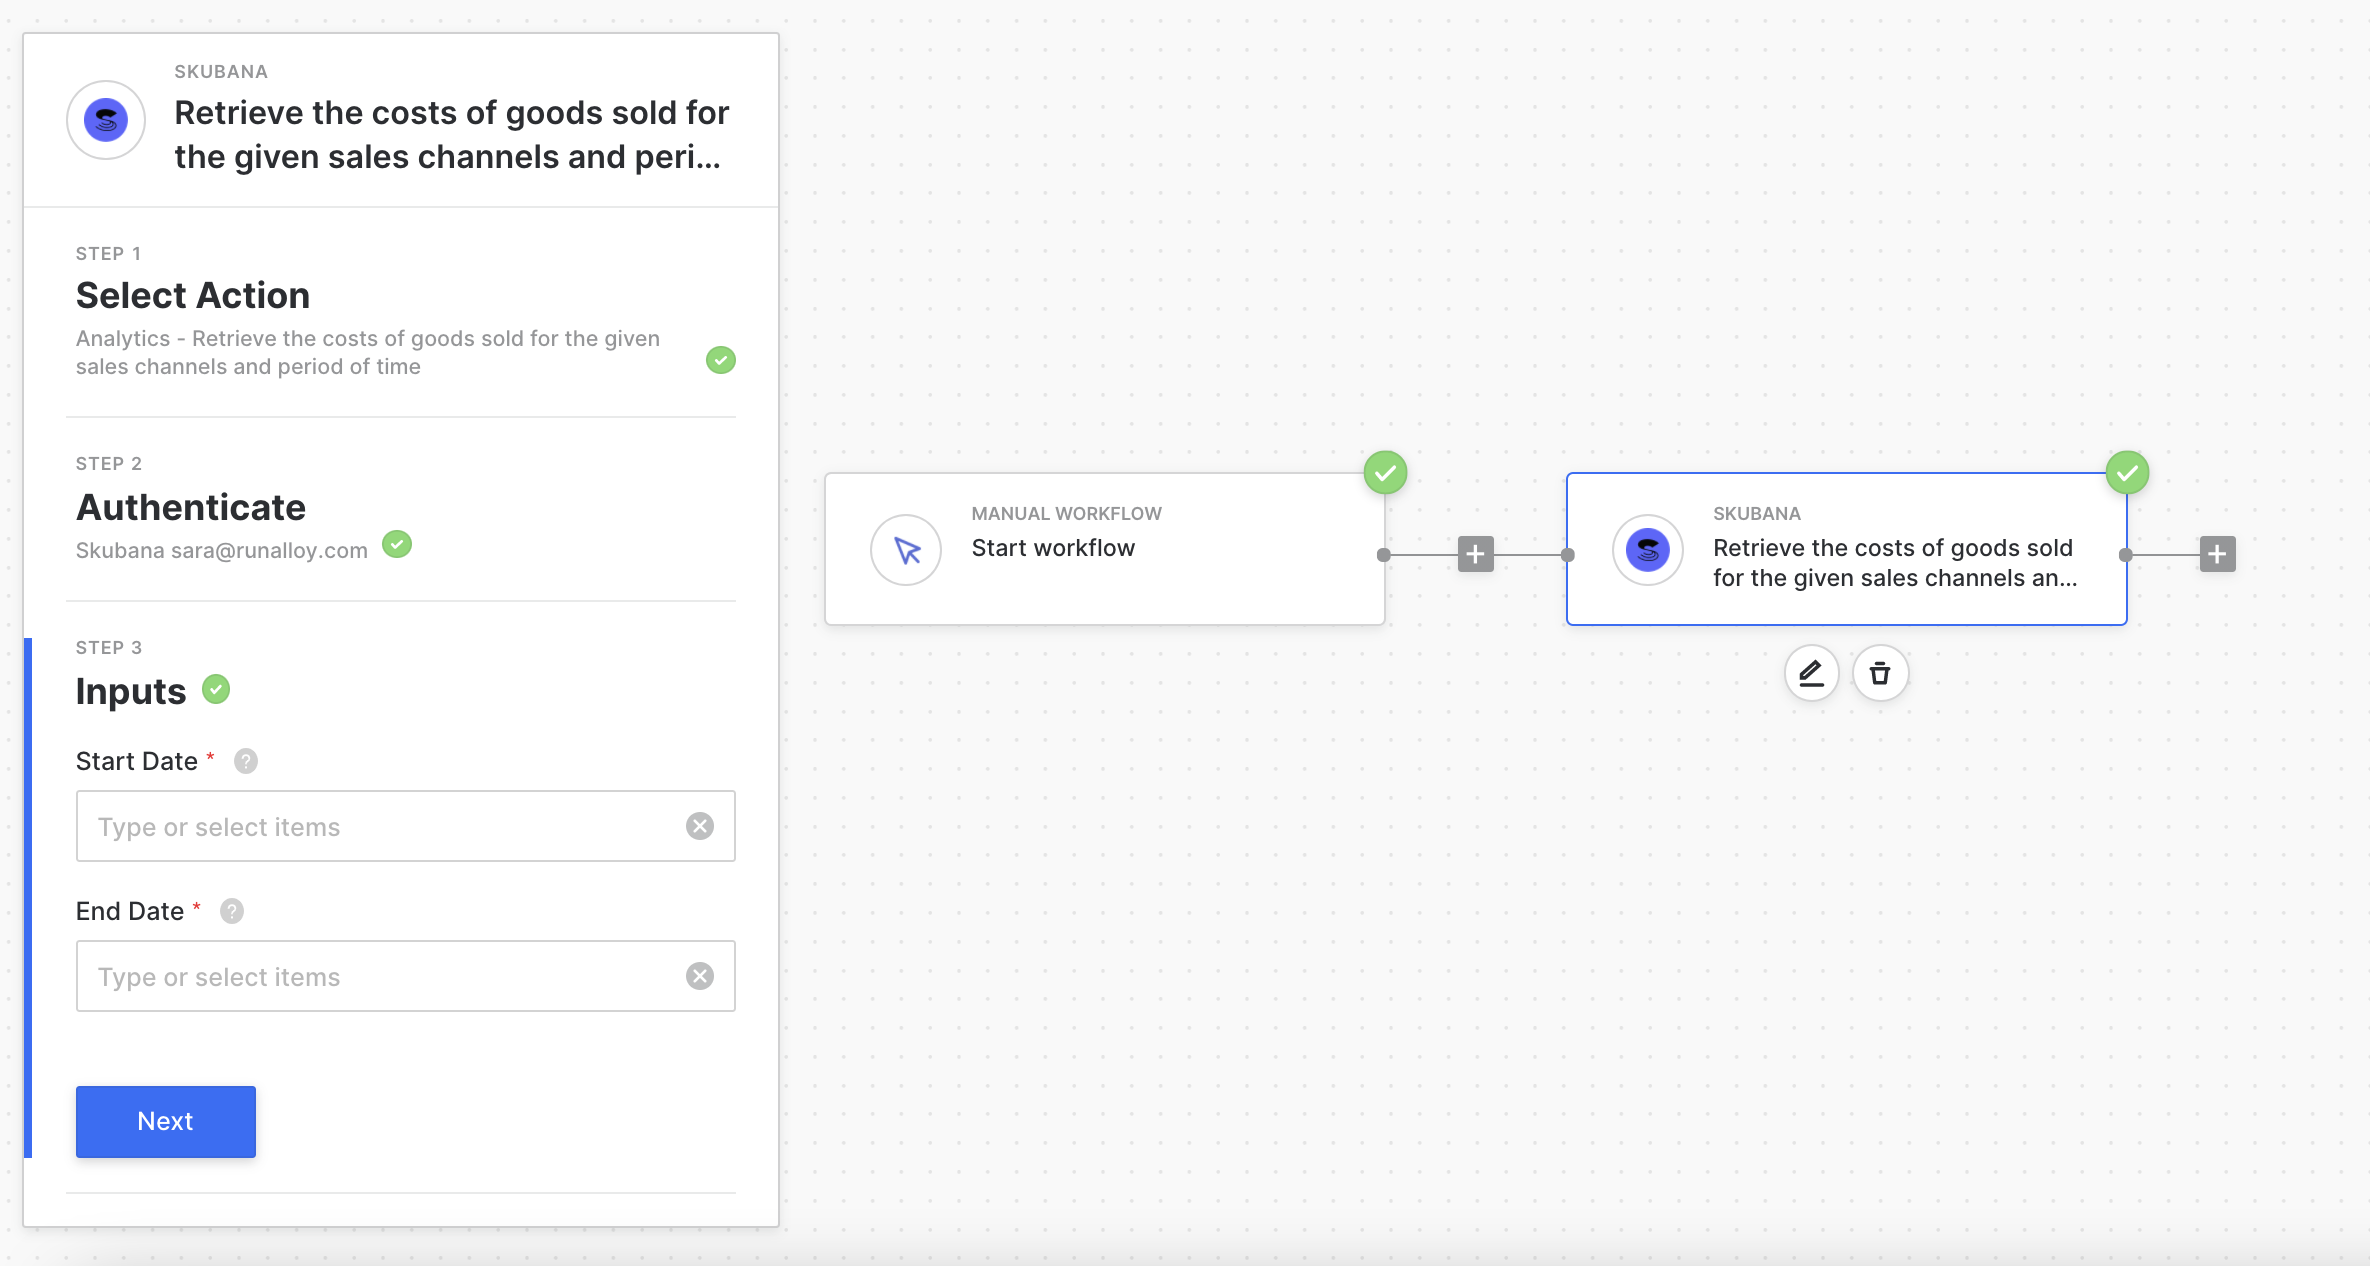 SKUBANA
Retrieve the costs of goods sold for
the given sales channels and peri...
STEP 1
Select Action
Analytics - Retrieve the costs of goods sold for the given
sales channels and period of time
STEP 2
Authenticate
Skubana sara@runalloy.com
STEP 3
Inputs
Start Date * ?
Type or select items
End Date * ?
Type or select items
Next
MANUAL WORKFLOW
Start workflow
SKUBANA
Retrieve the costs of goods sold
for the given sales channels an...